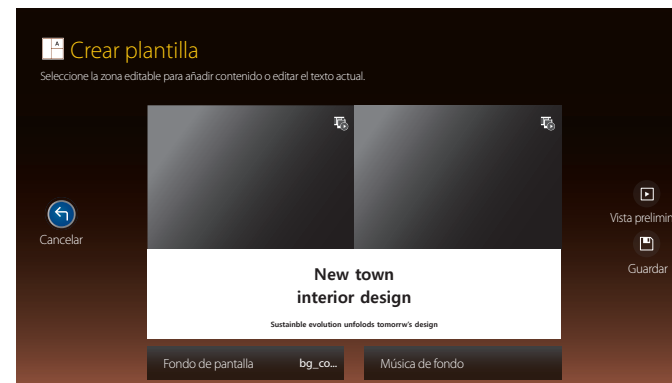 A
Crear plantilla
Seleccione la zona editable para añadir contenido o editar el texto actual.
Cancelar
New town
interior design
Sustainble evolution unfolods tomorrw's design
Vista prelimin
Guardar
Fondo de pantalla bg_co... Música de fondo